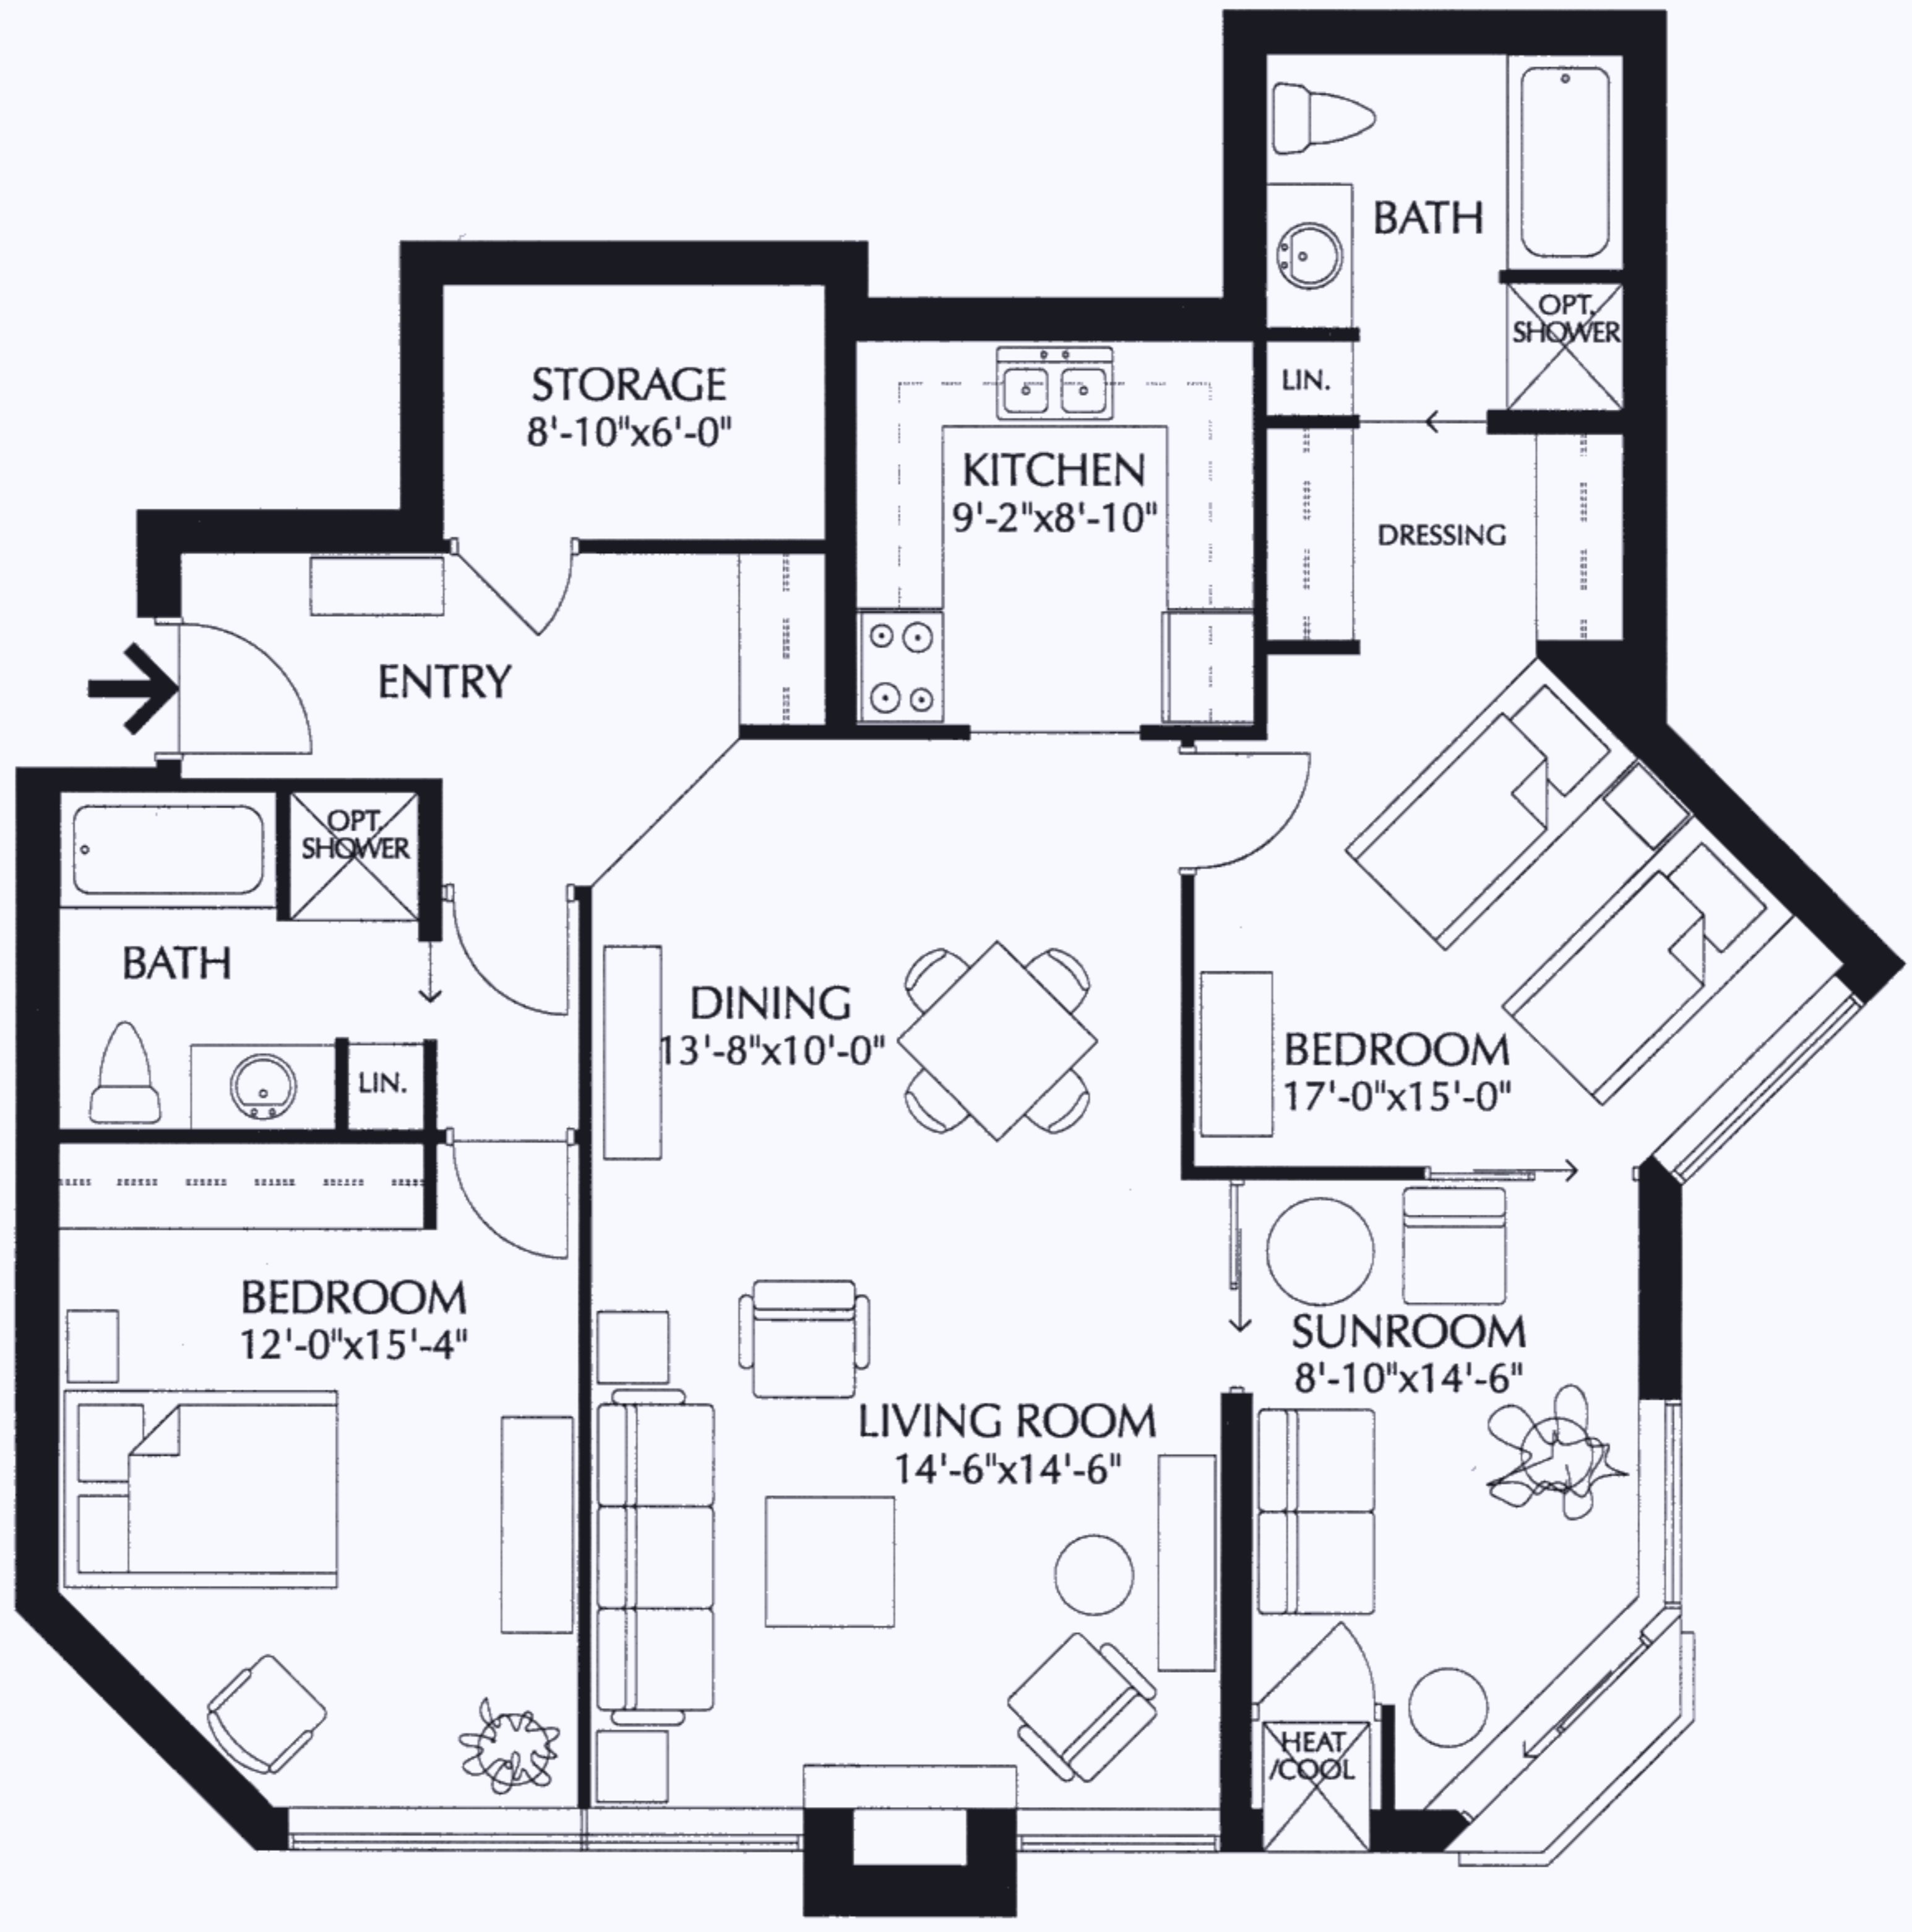 BATH
OPT.
SHOWER
LIN.
STORAGE
8'-10"x6'-0"
KITCHEN
9'-2"x8'-10"
DRESSING
ENTRY
OPT.
SHOWER
BATH
LIN.
DINING
13'-8"x10'-0"
BEDROOM
17'-0"x15'-0"
BEDROOM
12'-0"x15'-4"
SUNROOM
8'-10"x14'-6"
LIVING ROOM
14'-6"x14'-6"
HEAT
/COOL